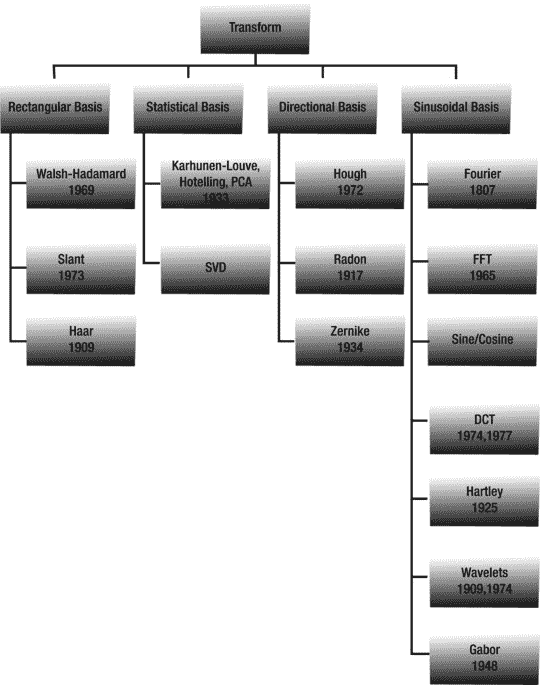 Transform
Rectangular Basis
Statistical Basis
Directional Basis
Sinusoidal Basis
Walsh-Hadamard
1969
Slant
1973
Haar
1909
Karhunen-Louve,
Hotelling, PCA
1933
SVD
Hough
1972
Radon
1917
Zernike
1934
Fourier
1807
FFT
1965
Sine/Cosine
DCT
1974,1977
Hartley
1925
Wavelets
1909,1974
Gabor
1948